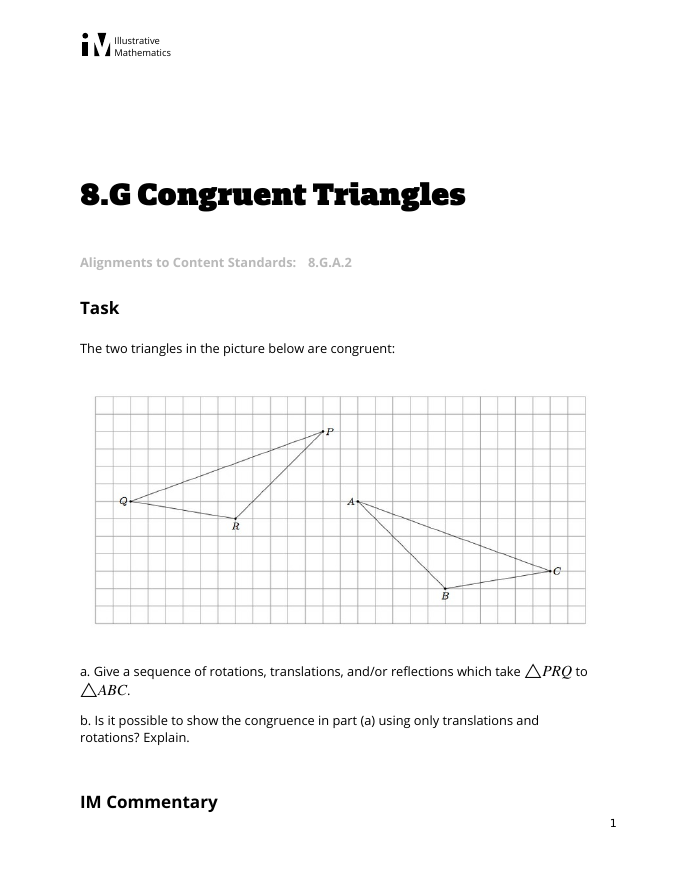 Illustrative
Mathematics
8.G Congruent Triangles
Alignments to Content Standards: 8.G.A.2
Task
The two triangles in the picture below are congruent:
P
Q
R
A
C
B
a. Give a sequence of rotations, translations, and/or reflections which take △PRQ to
△ABC.
b. Is it possible to show the congruence in part (a) using only translations and
rotations? Explain.
IM Commentary
1